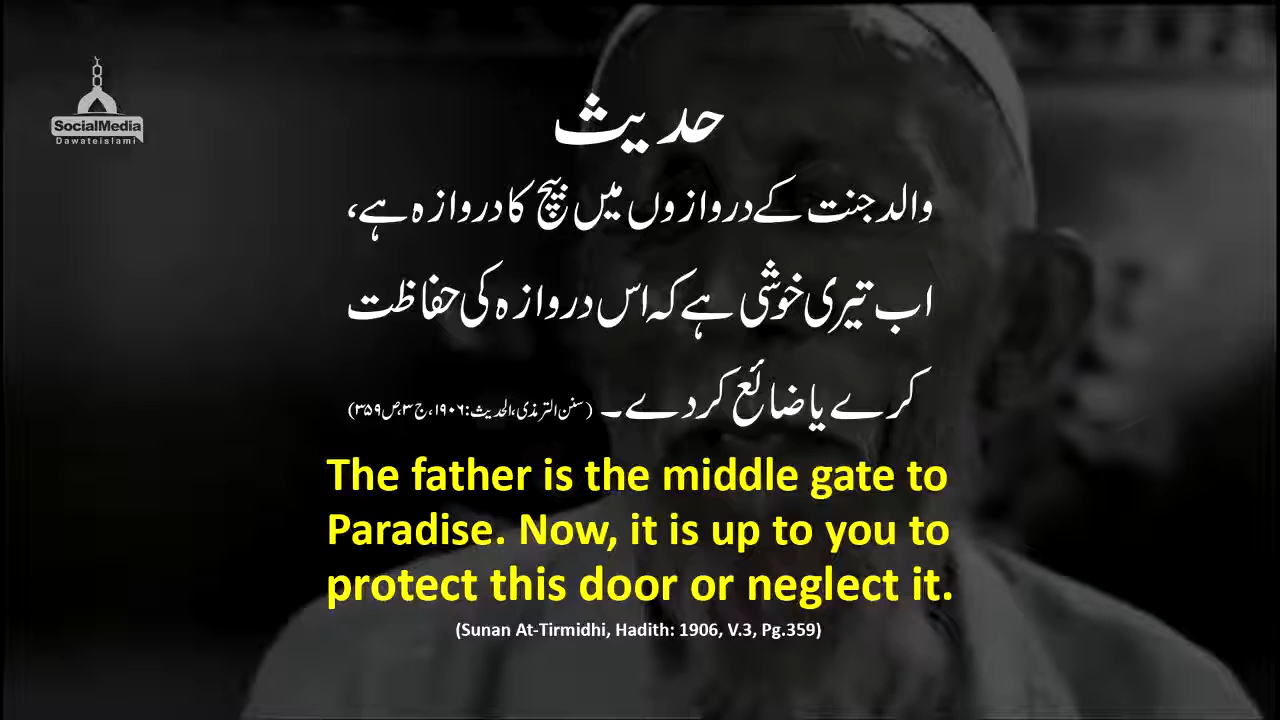 SocialMedia
Dawateislami
حدیث
والد جنت کے دروازوں میں بیچ کا دروازہ ہے،
اب تیری خوشی ہے کہ اس دروازہ کی حفاظت
کرے یا ضائع کردے۔ (سنن الترمذی، الحدیث: ۱۹۰۶، ج ۳، ص ۳۵۹)
The father is the middle gate to
Paradise. Now, it is up to you to
protect this door or neglect it.
(Sunan At-Tirmidhi, Hadith: 1906, V.3, Pg.359)